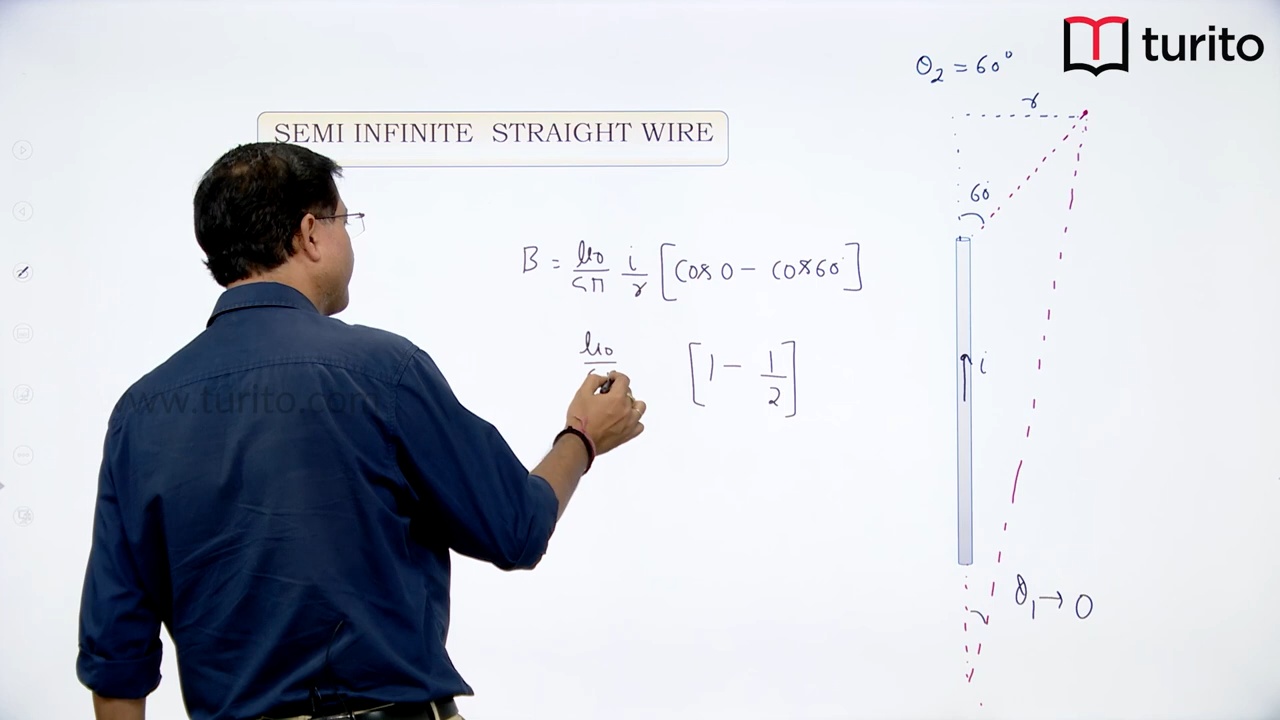 turito
θ₂ = 60°
r
SEMI INFINITE STRAIGHT WIRE
60
B = μ₀/4π i/r [cos 0 – cos 60°]
μ₀ [1 – 1/2]
i
www.turito.com
θ₁ → 0